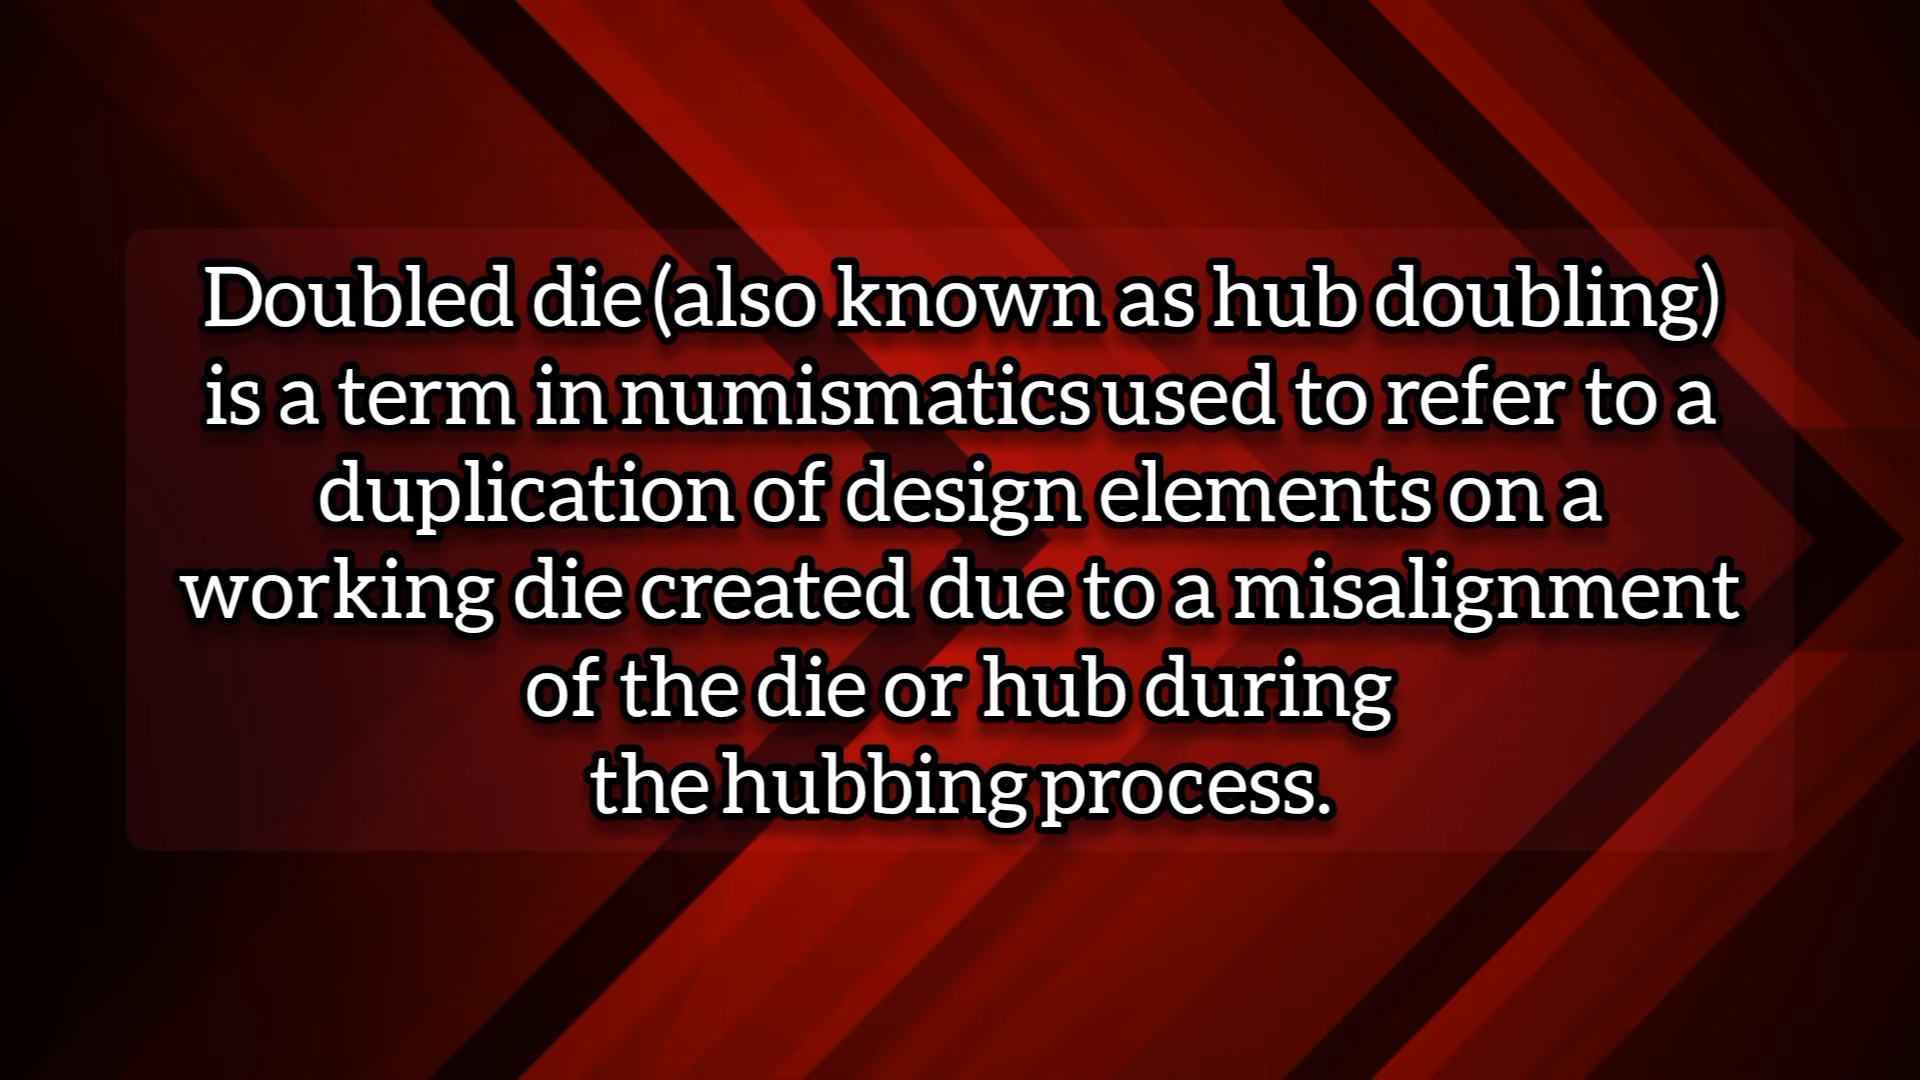 Doubled die (also known as hub doubling)
is a term in numismatics used to refer to a
duplication of design elements on a
working die created due to a misalignment
of the die or hub during
the hubbing process.